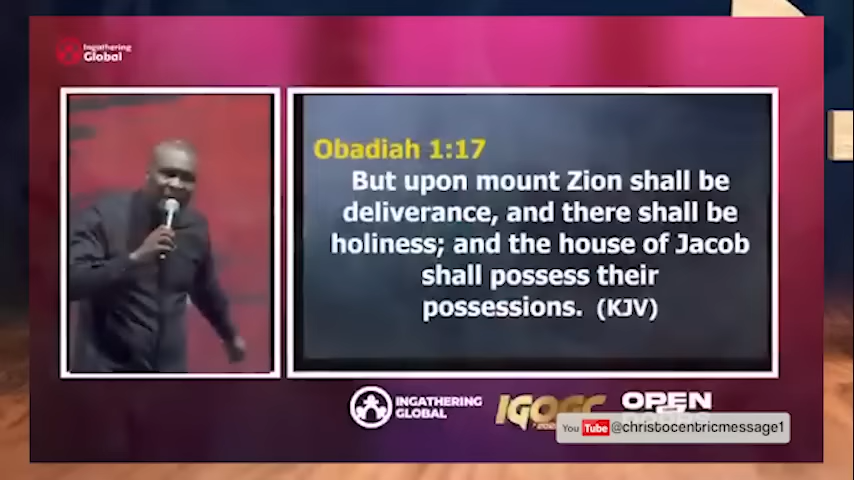 Ingathering
Global
Obadiah 1:17
But upon mount Zion shall be
deliverance, and there shall be
holiness; and the house of Jacob
shall possess their
possessions. (KJV)
INGATHERING
GLOBAL
IGOGC
OPEN
You Tube @christocentricmessage1